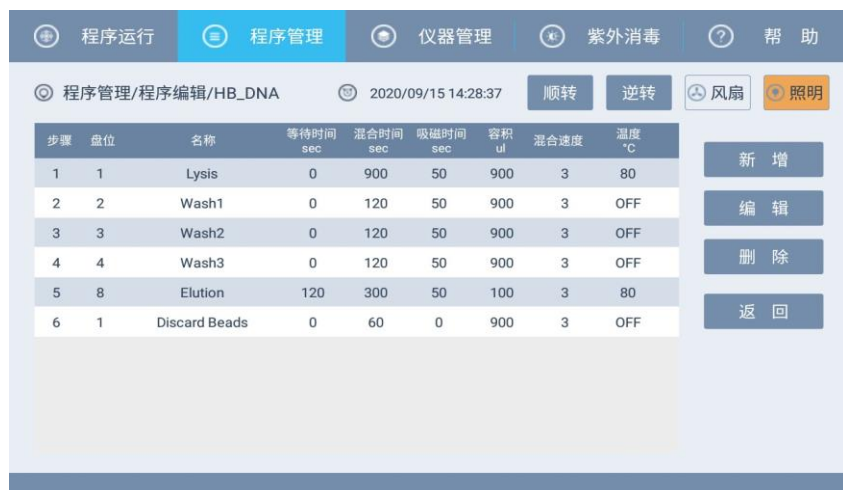 程序运行 程序管理 仪器管理 紫外消毒 帮 助
程序管理/程序编辑/HB_DNA 2020/09/15 14:28:37 顺转 逆转 风扇 照明
步骤 盘位 名称 等待时间 sec 混合时间 sec 吸磁时间 sec 容积 ul 混合速度 温度 °C
1 1 Lysis 0 900 50 900 3 80
2 2 Wash1 0 120 50 900 3 OFF
3 3 Wash2 0 120 50 900 3 OFF
4 4 Wash3 0 120 50 900 3 OFF
5 8 Elution 120 300 50 100 3 80
6 1 Discard Beads 0 60 0 900 3 OFF
新 增
编 辑
删 除
返 回